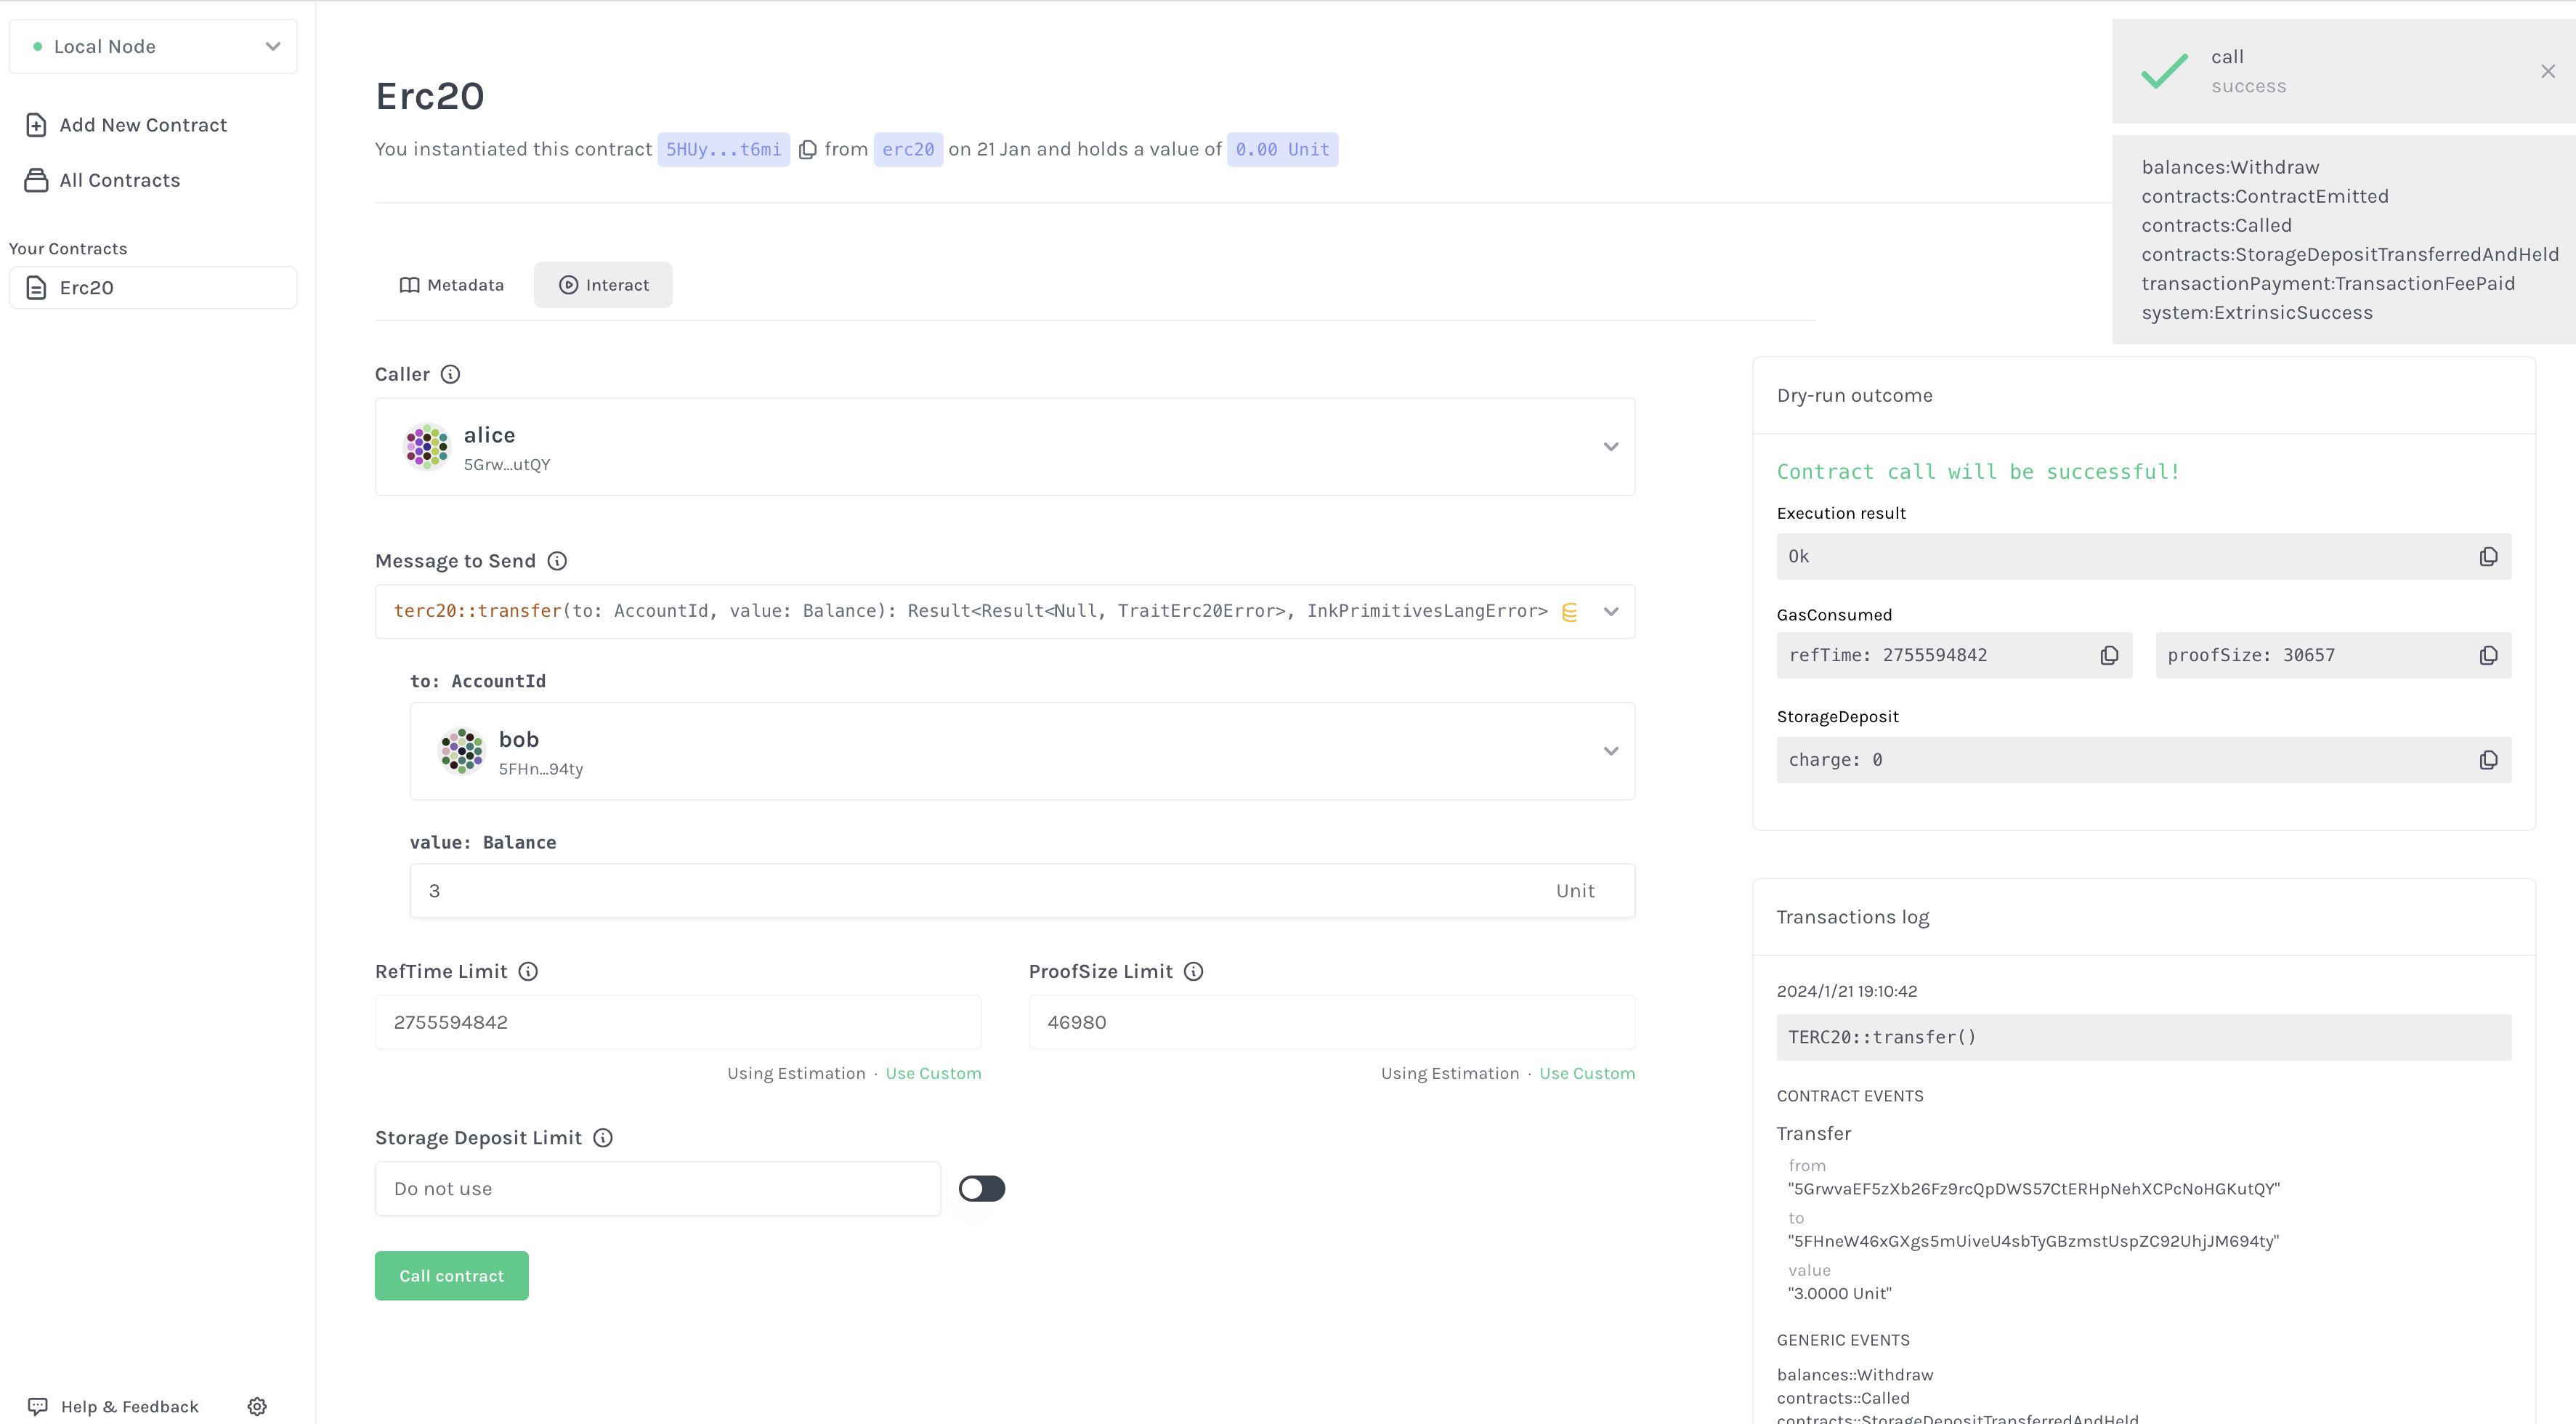 Local Node
Add New Contract
All Contracts
Your Contracts
Erc20
Help & Feedback
Erc20
You instantiated this contract 5HUy...t6mi from erc20 on 21 Jan and holds a value of 0.00 Unit
Metadata
Interact
Caller
alice
5Grw...utQY
Message to Send
terc20::transfer(to: AccountId, value: Balance): Result<Result<Null, TraitErc20Error>, InkPrimitivesLangError>
to: AccountId
bob
5FHn...94ty
value: Balance
3
Unit
RefTime Limit
2755594842
Using Estimation · Use Custom
ProofSize Limit
46980
Using Estimation · Use Custom
Storage Deposit Limit
Do not use
Call contract
call
success
balances:Withdraw
contracts:ContractEmitted
contracts:Called
contracts:StorageDepositTransferredAndHeld
transactionPayment:TransactionFeePaid
system:ExtrinsicSuccess
Dry-run outcome
Contract call will be successful!
Execution result
Ok
GasConsumed
refTime: 2755594842
proofSize: 30657
StorageDeposit
charge: 0
Transactions log
2024/1/21 19:10:42
TERC20::transfer()
CONTRACT EVENTS
Transfer
from
"5GrwvaEF5zXb26Fz9rcQpDWS57CtERHpNehXCPcNoHGKutQY"
to
"5FHneW46xGXgs5mUiveU4sbTyGBzmstUspZC92UhjJM694ty"
value
"3.0000 Unit"
GENERIC EVENTS
balances::Withdraw
contracts::Called
contracts::StorageDepositTransferredAndHeld